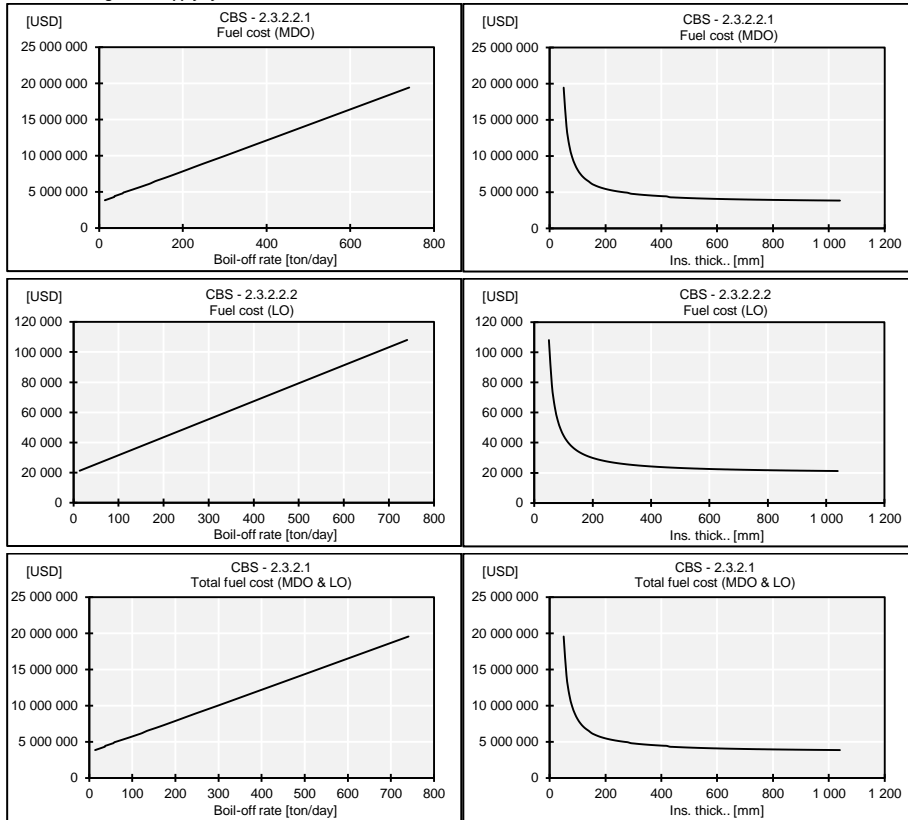 [USD]
CBS - 2.3.2.2.1
Fuel cost (MDO)
25 000 000
20 000 000
15 000 000
10 000 000
5 000 000
0
0 200 400 600 800
Boil-off rate [ton/day]
[USD]
CBS - 2.3.2.2.1
Fuel cost (MDO)
25 000 000
20 000 000
15 000 000
10 000 000
5 000 000
0
0 200 400 600 800 1 000 1 200
Ins. thick.. [mm]
[USD]
CBS - 2.3.2.2.2
Fuel cost (LO)
120 000
100 000
80 000
60 000
40 000
20 000
0
0 100 200 300 400 500 600 700 800
Boil-off rate [ton/day]
[USD]
CBS - 2.3.2.2.2
Fuel cost (LO)
120 000
100 000
80 000
60 000
40 000
20 000
0
0 200 400 600 800 1 000 1 200
Ins. thick.. [mm]
[USD]
CBS - 2.3.2.1
Total fuel cost (MDO & LO)
25 000 000
20 000 000
15 000 000
10 000 000
5 000 000
0
0 100 200 300 400 500 600 700 800
Boil-off rate [ton/day]
[USD]
CBS - 2.3.2.1
Total fuel cost (MDO & LO)
25 000 000
20 000 000
15 000 000
10 000 000
5 000 000
0
0 200 400 600 800 1 000 1 200
Ins. thick.. [mm]